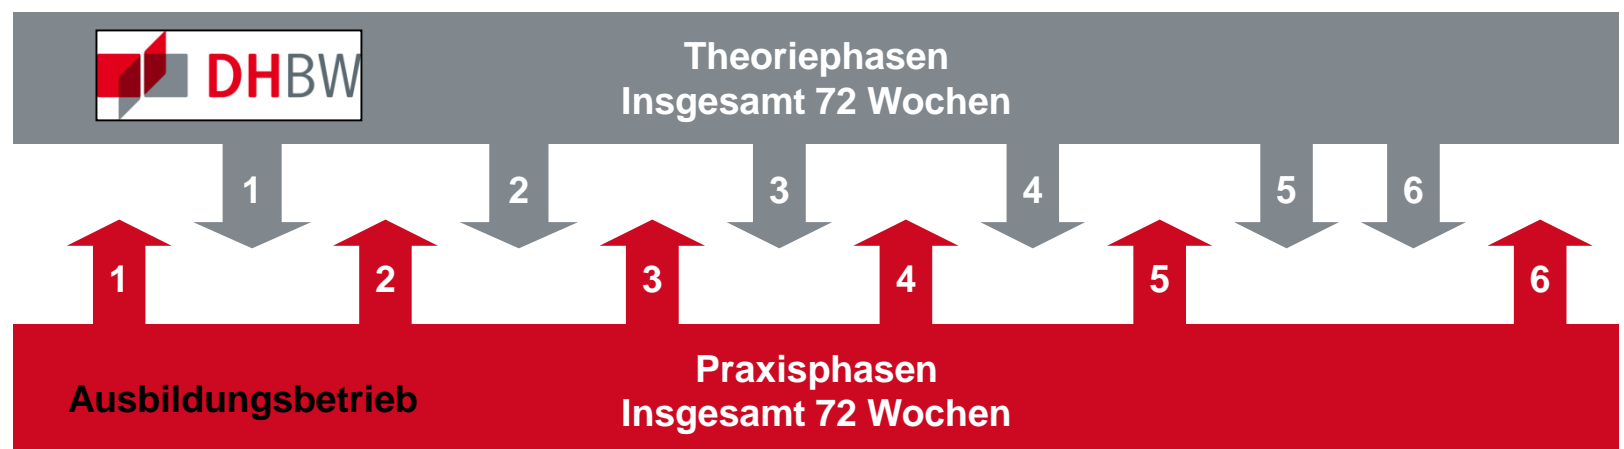 DHBW
Theoriephasen
Insgesamt 72 Wochen
1
2
3
4
5
6
1
2
3
4
5
6
Ausbildungsbetrieb
Praxisphasen
Insgesamt 72 Wochen